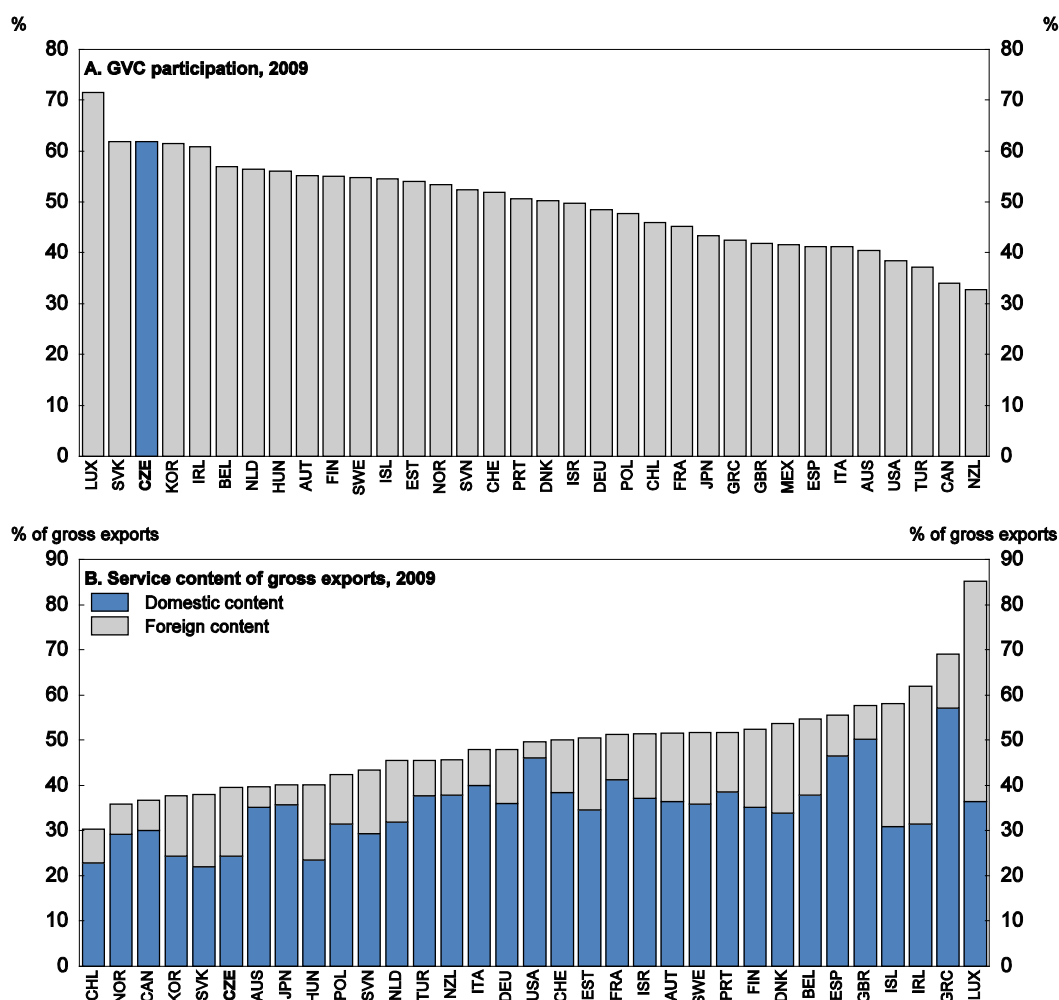 % %
80 80
A. GVC participation, 2009
70 70
60 60
50 50
40 40
30 30
20 20
10 10
0 0
LUX SVK CZE KOR IRL BEL NLD HUN AUT FIN SWE ISL EST NOR SVN CHE PRT DNK ISR DEU POL CHL FRA JPN GRC GBR MEX ESP ITA AUS USA TUR CAN NZL
% of gross exports % of gross exports
90 90
B. Service content of gross exports, 2009
80 80
Domestic content
Foreign content
70 70
60 60
50 50
40 40
30 30
20 20
10 10
0 0
CHL NOR CAN KOR SVK CZE AUS JPN HUN POL SVN NLD TUR NZL ITA DEU USA CHE EST FRA ISR AUT SWE PRT FIN DNK BEL ESP GBR ISL IRL GRC LUX